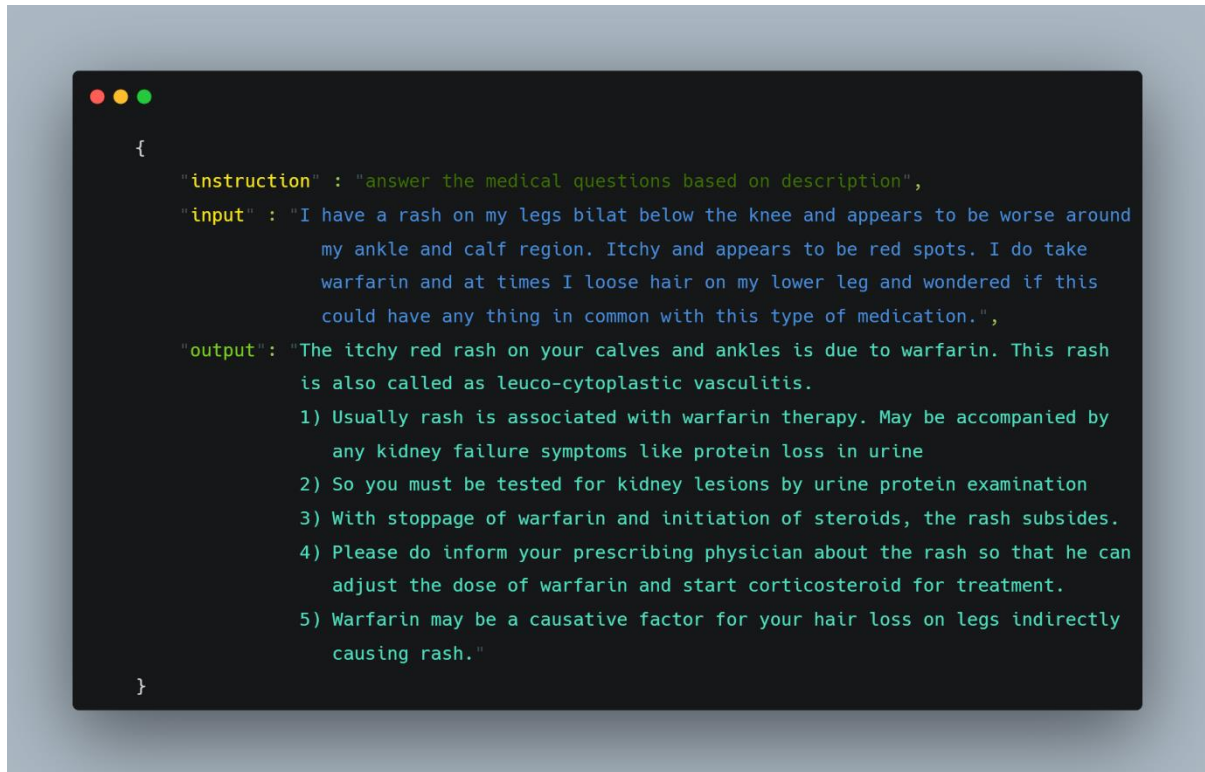 {
"instruction" : "answer the medical questions based on description",
"input" : "I have a rash on my legs bilat below the knee and appears to be worse around
my ankle and calf region. Itchy and appears to be red spots. I do take
warfarin and at times I loose hair on my lower leg and wondered if this
could have any thing in common with this type of medication.",
"output": "The itchy red rash on your calves and ankles is due to warfarin. This rash
is also called as leuco-cytoplastic vasculitis.
1) Usually rash is associated with warfarin therapy. May be accompanied by
any kidney failure symptoms like protein loss in urine
2) So you must be tested for kidney lesions by urine protein examination
3) With stoppage of warfarin and initiation of steroids, the rash subsides.
4) Please do inform your prescribing physician about the rash so that he can
adjust the dose of warfarin and start corticosteroid for treatment.
5) Warfarin may be a causative factor for your hair loss on legs indirectly
causing rash."
}